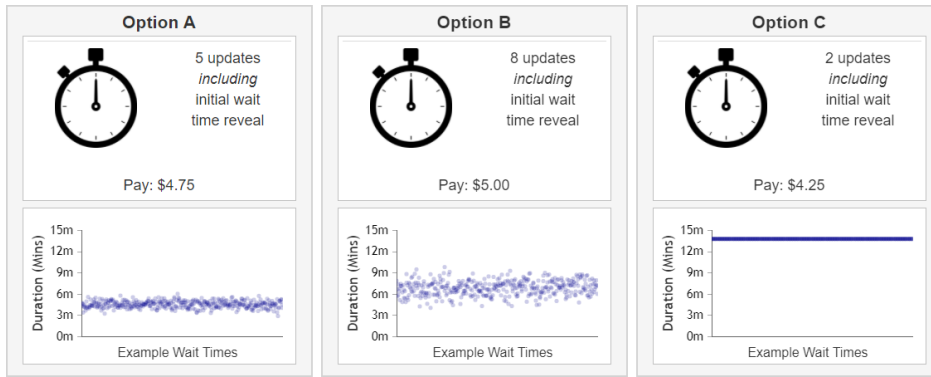 Option A
5 updates
including
initial wait
time reveal
Pay: $4.75
15m
12m
9m
6m
3m
0m
Duration (Mins)
Example Wait Times
Option B
8 updates
including
initial wait
time reveal
Pay: $5.00
15m
12m
9m
6m
3m
0m
Duration (Mins)
Example Wait Times
Option C
2 updates
including
initial wait
time reveal
Pay: $4.25
15m
12m
9m
6m
3m
0m
Duration (Mins)
Example Wait Times